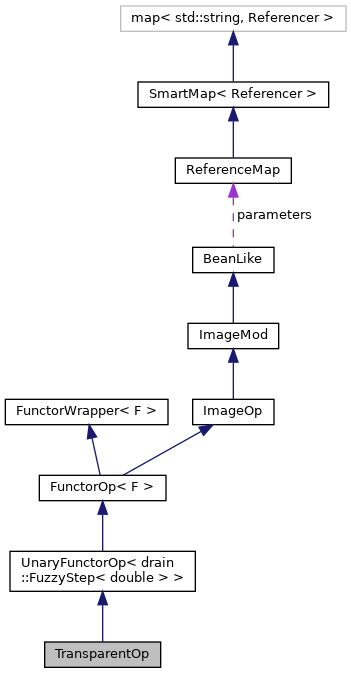 map< std::string, Referencer >
SmartMap< Referencer >
ReferenceMap
parameters
BeanLike
ImageMod
FunctorWrapper< F >
ImageOp
FunctorOp< F >
UnaryFunctorOp< drain
::FuzzyStep< double > >
TransparentOp